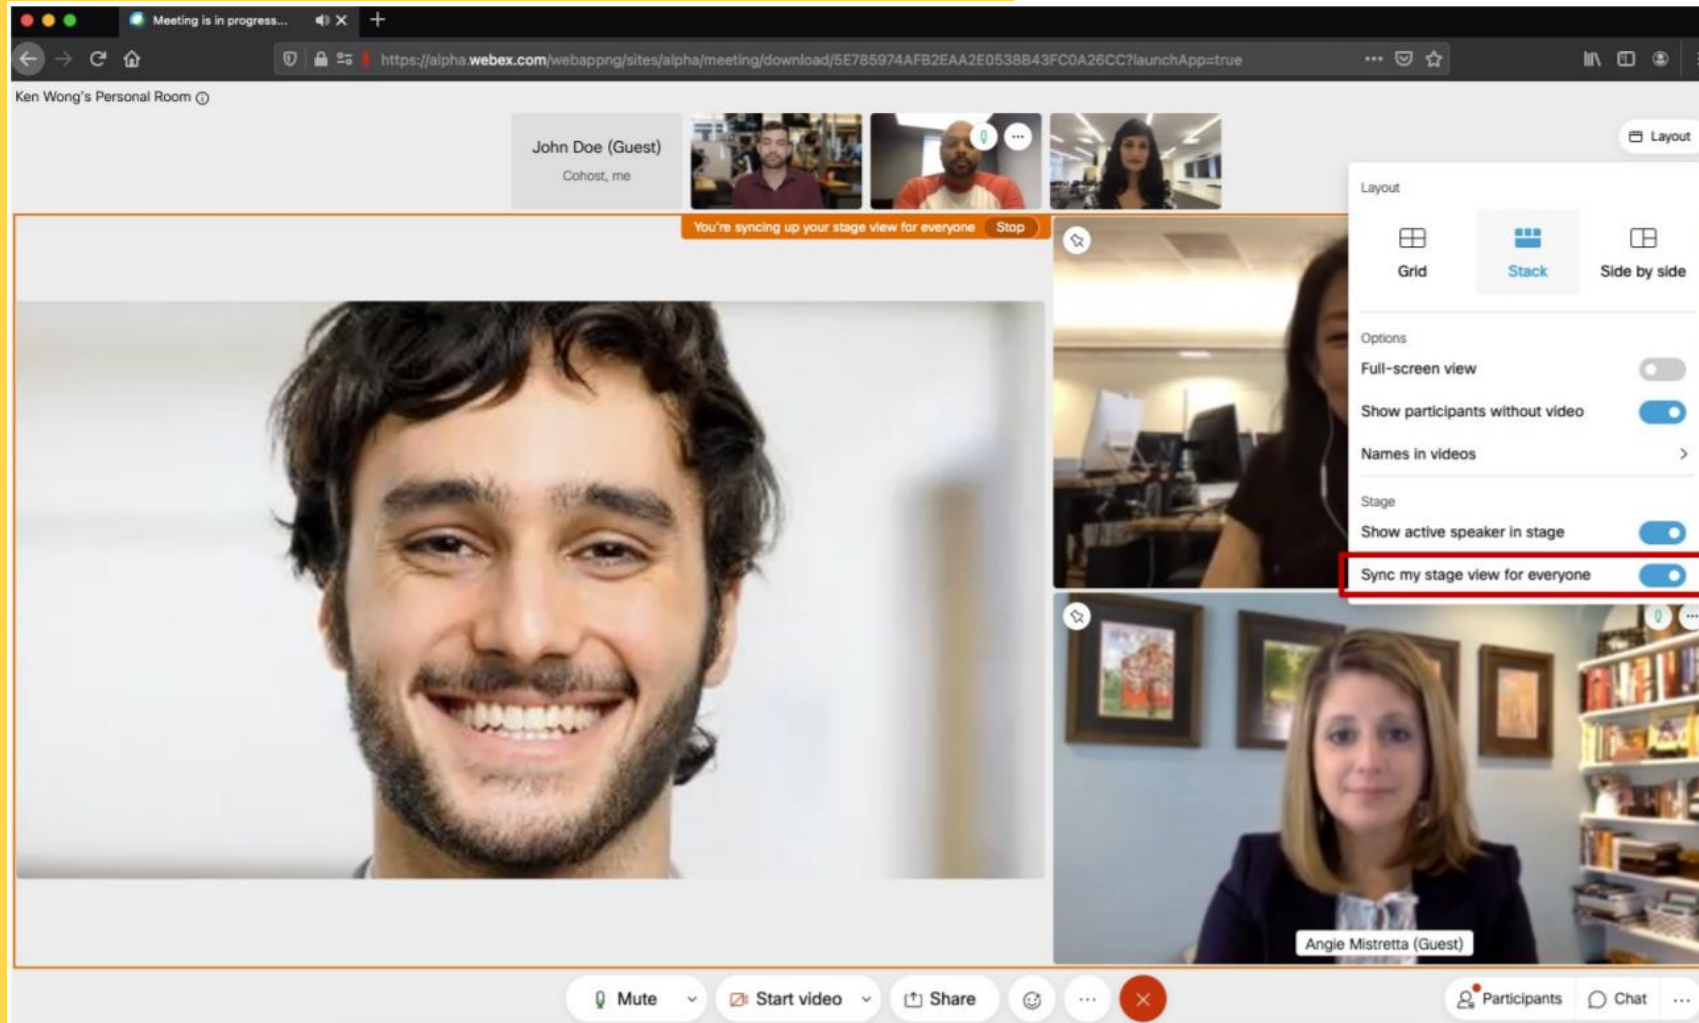 Meeting is in progress...
https://alpha.webex.com/webappng/sites/alpha/meeting/download/5E785974AFB2EAA2E0538B43FC0A26CC?launchApp=true
Ken Wong's Personal Room
John Doe (Guest)
Cohost, me
Layout
Layout
Grid
Stack
Side by side
You're syncing up your stage view for everyone Stop
Options
Full-screen view
Show participants without video
Names in videos
Stage
Show active speaker in stage
Sync my stage view for everyone
Angie Mistretta (Guest)
Mute
Start video
Share
Participants
Chat